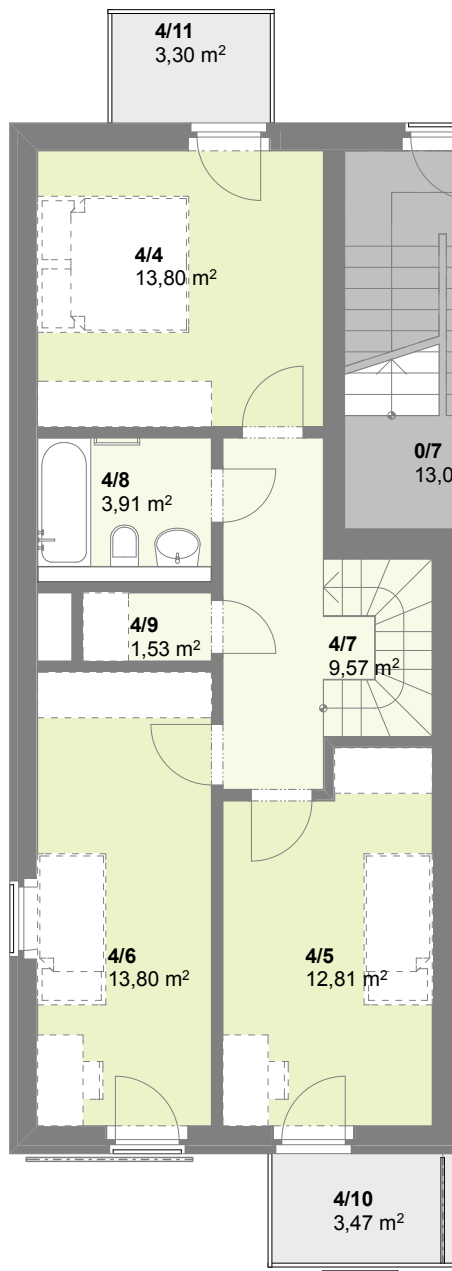 4/11
3,30 m²
4/4
13,80 m²
0/7
13,0
4/8
3,91 m²
4/9
1,53 m²
4/7
9,57 m²
4/6
13,80 m²
4/5
12,81 m²
4/10
3,47 m²